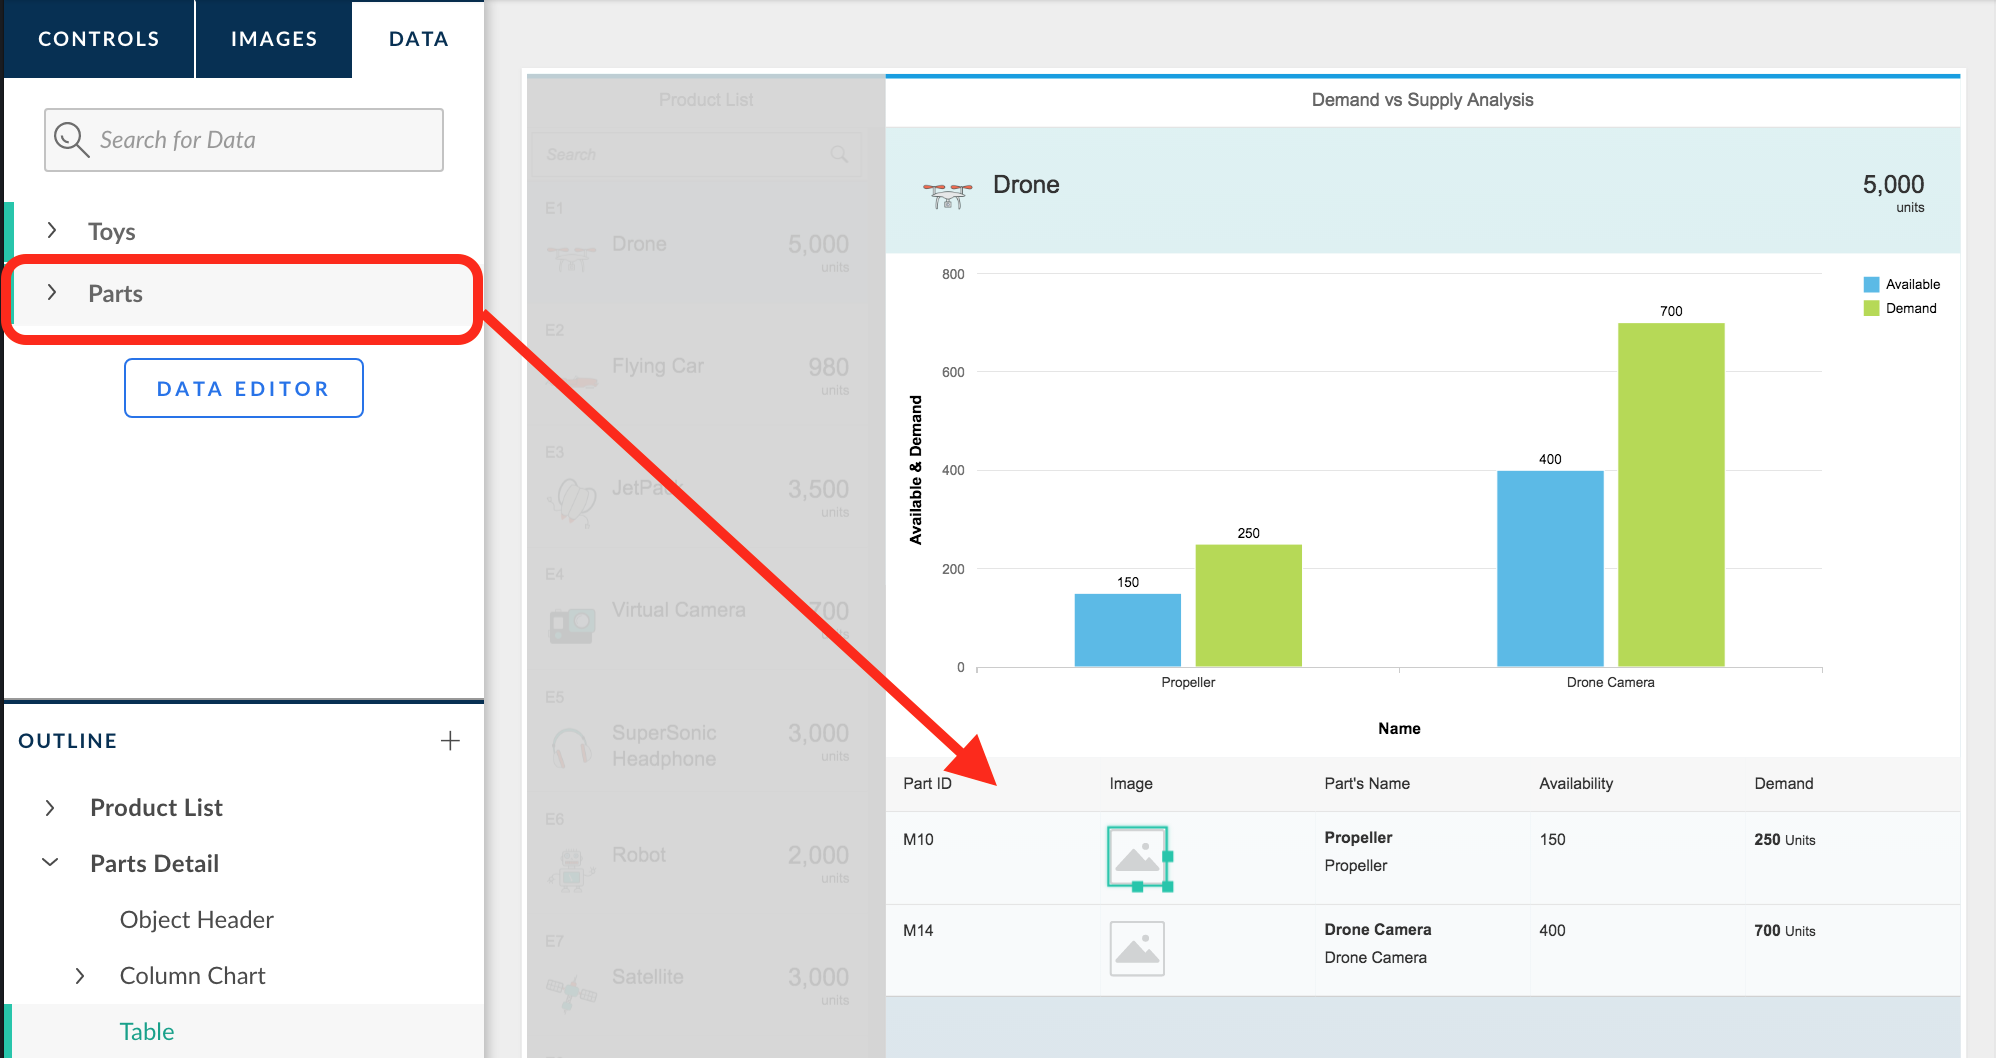 CONTROLS
IMAGES
DATA
Search for Data
Toys
Parts
DATA EDITOR
OUTLINE
Product List
Parts Detail
Object Header
Column Chart
Table
Product List
Search
E1
Drone
5,000
units
E2
Flying Car
980
units
E3
JetPack
3,500
units
E4
Virtual Camera
700
E5
SuperSonic
Headphone
3,000
units
E6
Robot
2,000
units
E7
Satellite
3,000
units
Demand vs Supply Analysis
Drone
5,000
units
Available & Demand
800
600
400
200
0
150
250
400
700
Propeller
Drone Camera
Name
Available
Demand
Part ID
Image
Part's Name
Availability
Demand
M10
Propeller
Propeller
150
250 Units
M14
Drone Camera
Drone Camera
400
700 Units